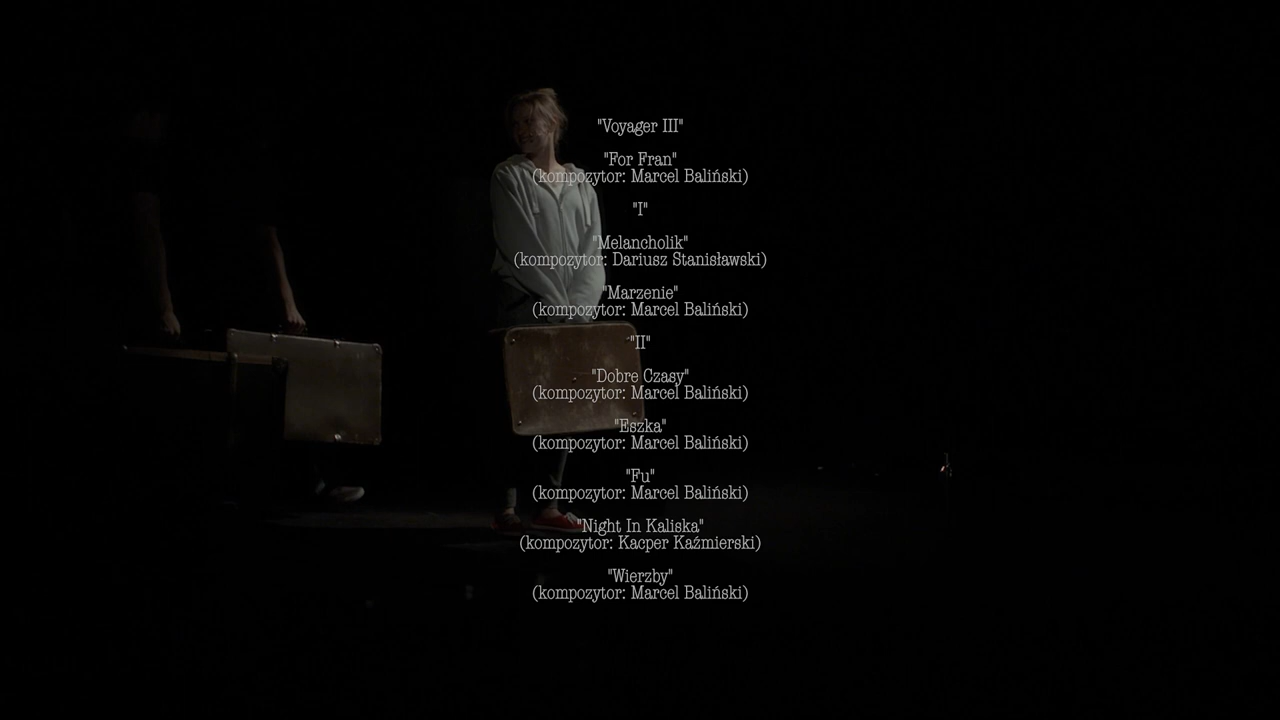 "Voyager III"
"For Fran"
(kompozytor: Marcel Baliński)
"I"
"Melancholik"
(kompozytor: Dariusz Stanisławski)
"Marzenie"
(kompozytor: Marcel Baliński)
"II"
"Dobre Czasy"
(kompozytor: Marcel Baliński)
"Eszka"
(kompozytor: Marcel Baliński)
"Fu"
(kompozytor: Marcel Baliński)
"Night In Kaliska"
(kompozytor: Kacper Kaźmierski)
"Wierzby"
(kompozytor: Marcel Baliński)